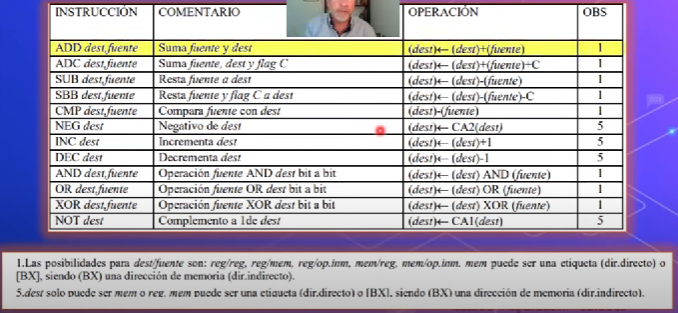 INSTRUCCIÓN COMENTARIO OPERACIÓN OBS
ADD dest,fuente Suma fuente y dest (dest)← (dest)+(fuente) 1
ADC dest,fuente Suma fuente, dest y flag C (dest)← (dest)+(fuente)+C 1
SUB dest,fuente Resta fuente a dest (dest)← (dest)-(fuente) 1
SBB dest,fuente Resta fuente y flag C a dest (dest)← (dest)-(fuente)-C 1
CMP dest,fuente Compara fuente con dest (dest)-(fuente) 1
NEG dest Negativo de dest (dest)← CA2(dest) 5
INC dest Incrementa dest (dest)← (dest)+1 5
DEC dest Decrementa dest (dest)← (dest)-1 5
AND dest,fuente Operación fuente AND dest bit a bit (dest)← (dest) AND (fuente) 1
OR dest,fuente Operación fuente OR dest bit a bit (dest)← (dest) OR (fuente) 1
XOR dest,fuente Operación fuente XOR dest bit a bit (dest)← (dest) XOR (fuente) 1
NOT dest Complemento a 1de dest (dest)← CA1(dest) 5
1.Las posibilidades para dest/fuente son: reg/reg, reg/mem, reg/op.inm, mem/reg, mem/op.inm. mem puede ser una etiqueta (dir.directo) o
[BX], siendo (BX) una dirección de memoria (dir.indirecto).
5.dest solo puede ser mem o reg. mem puede ser una etiqueta (dir.directo) o [BX], siendo (BX) una dirección de memoria (dir.indirecto).